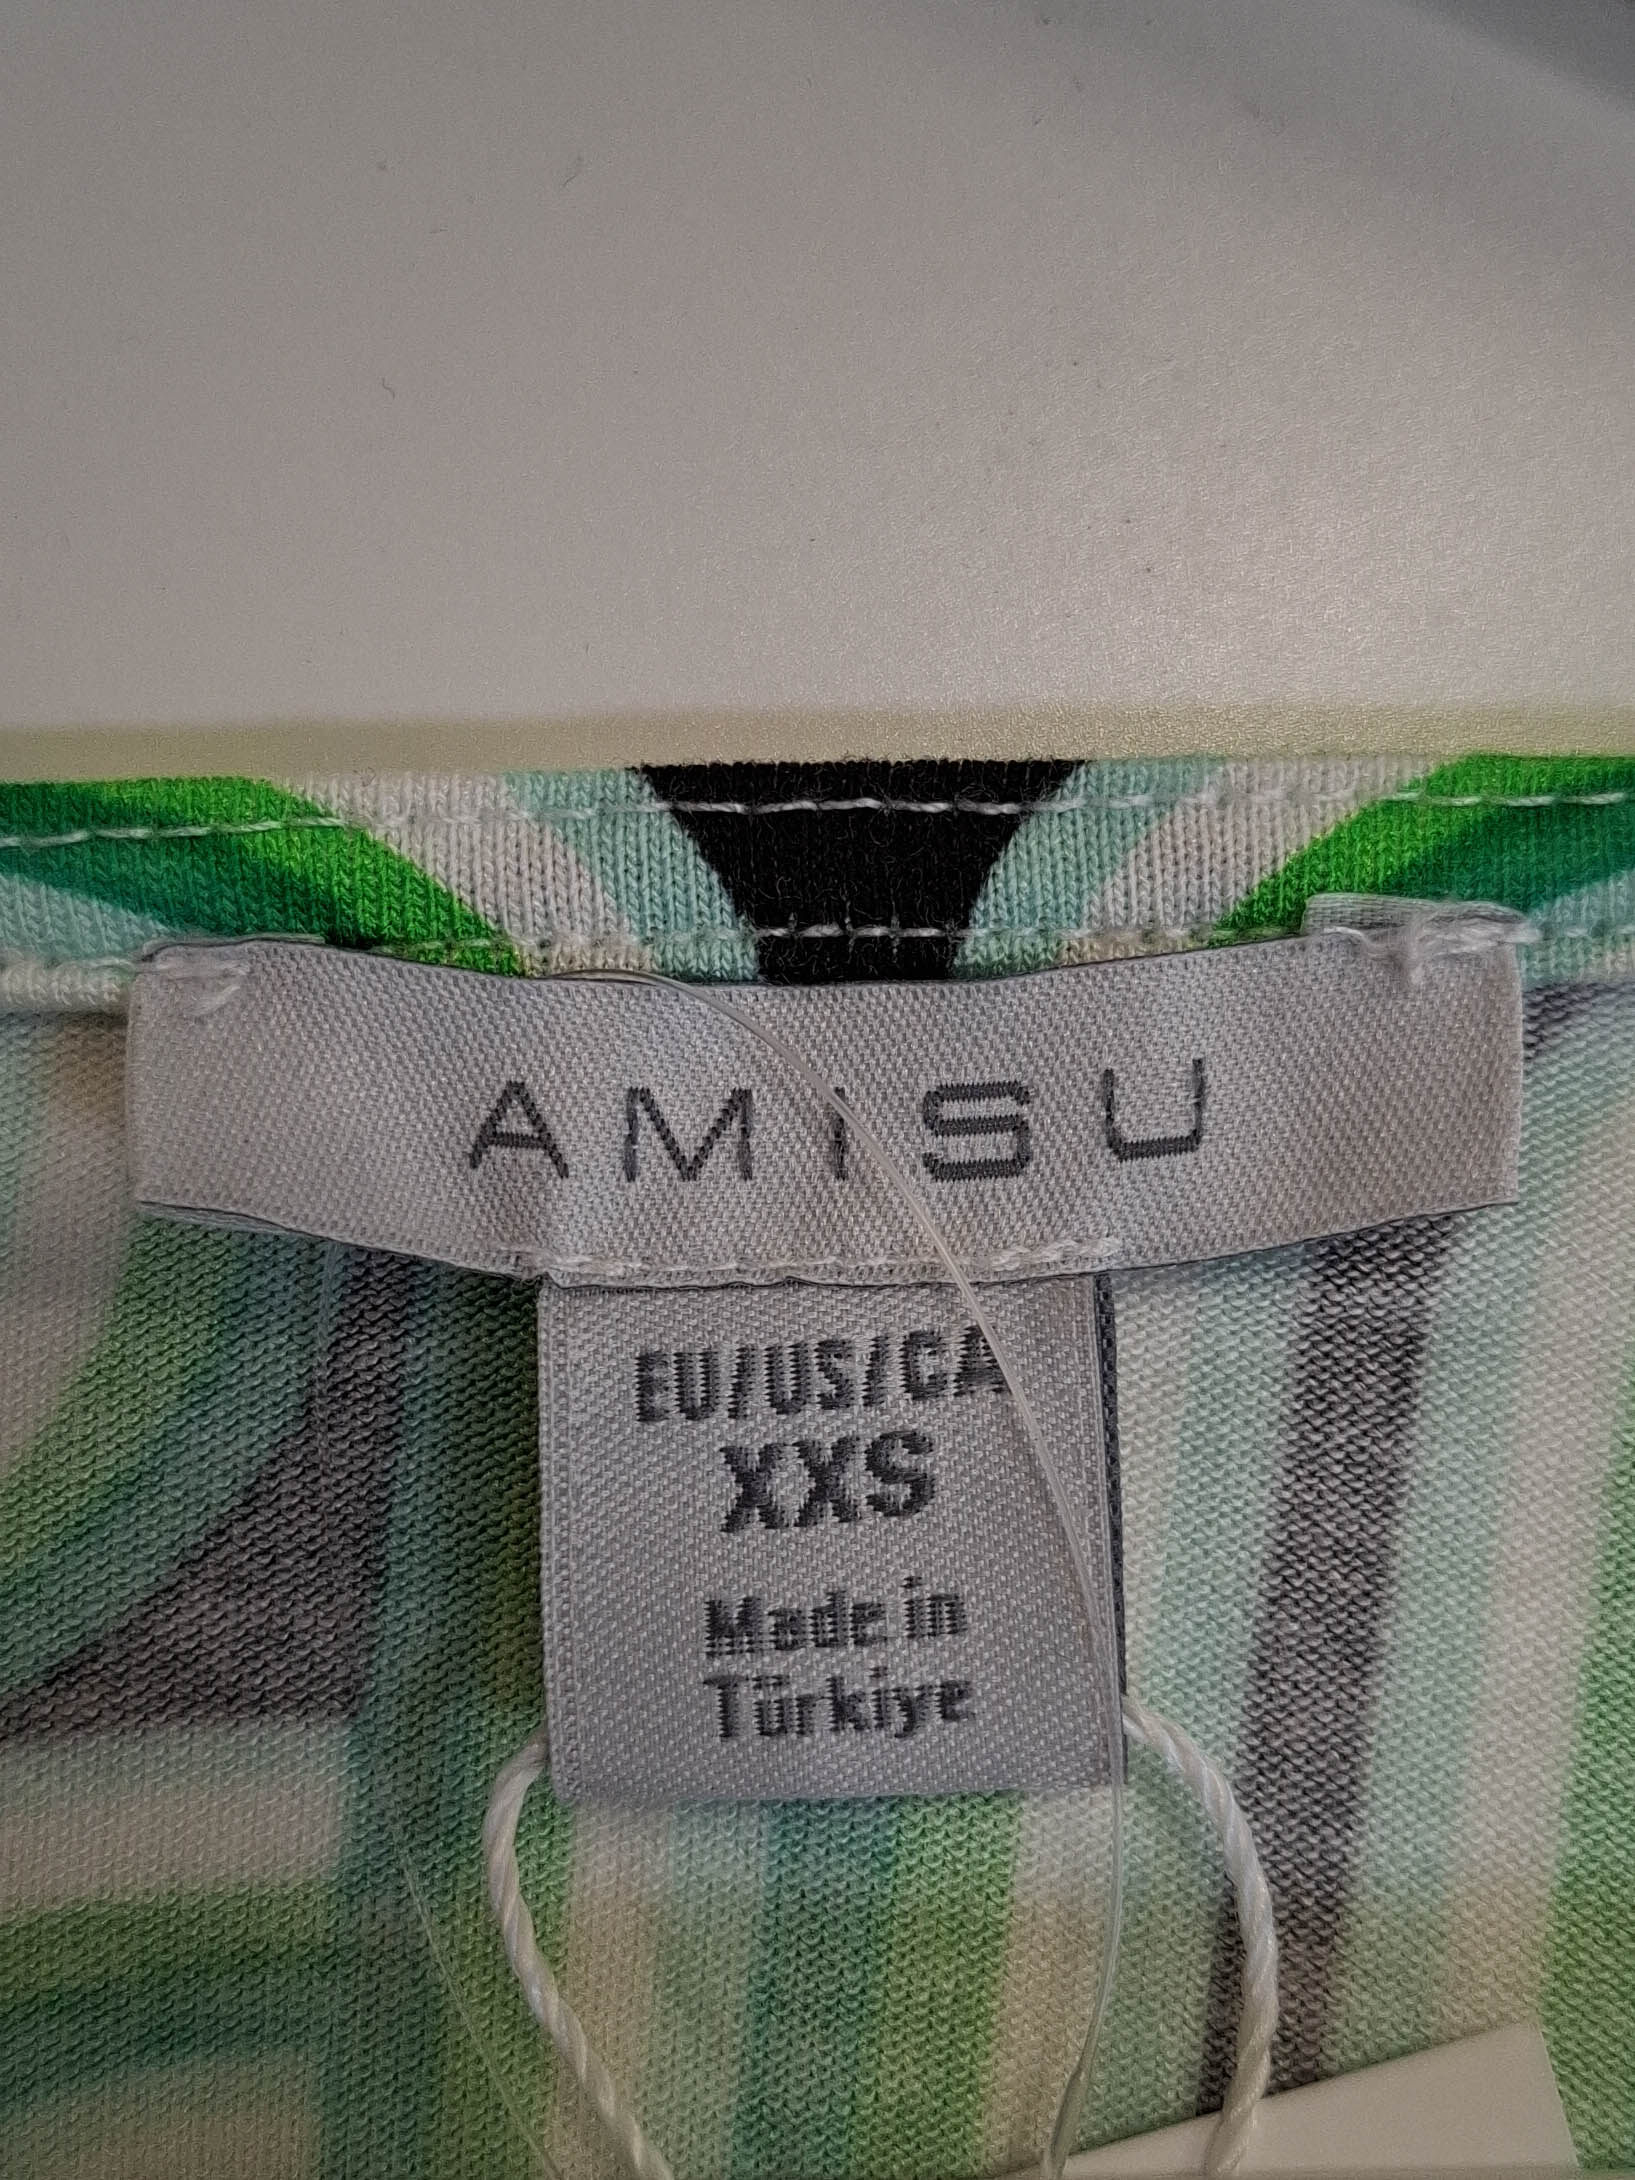 AMISU
EU/US/CA
XXS
Made in
Türkiye